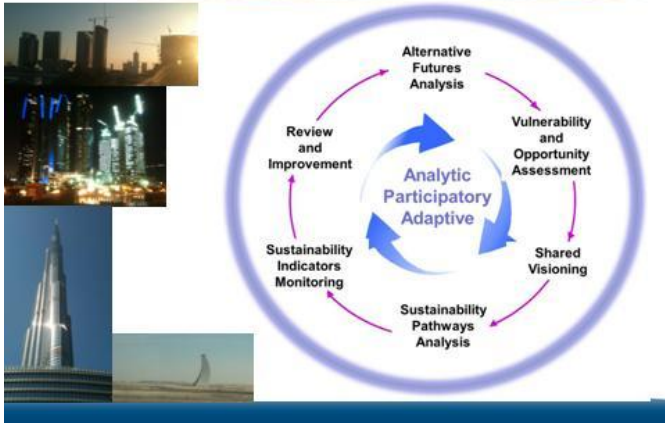 Alternative
Futures
Analysis
Vulnerability
and
Opportunity
Assessment
Shared
Visioning
Sustainability
Pathways
Analysis
Sustainability
Indicators
Monitoring
Review
and
Improvement
Analytic
Participatory
Adaptive